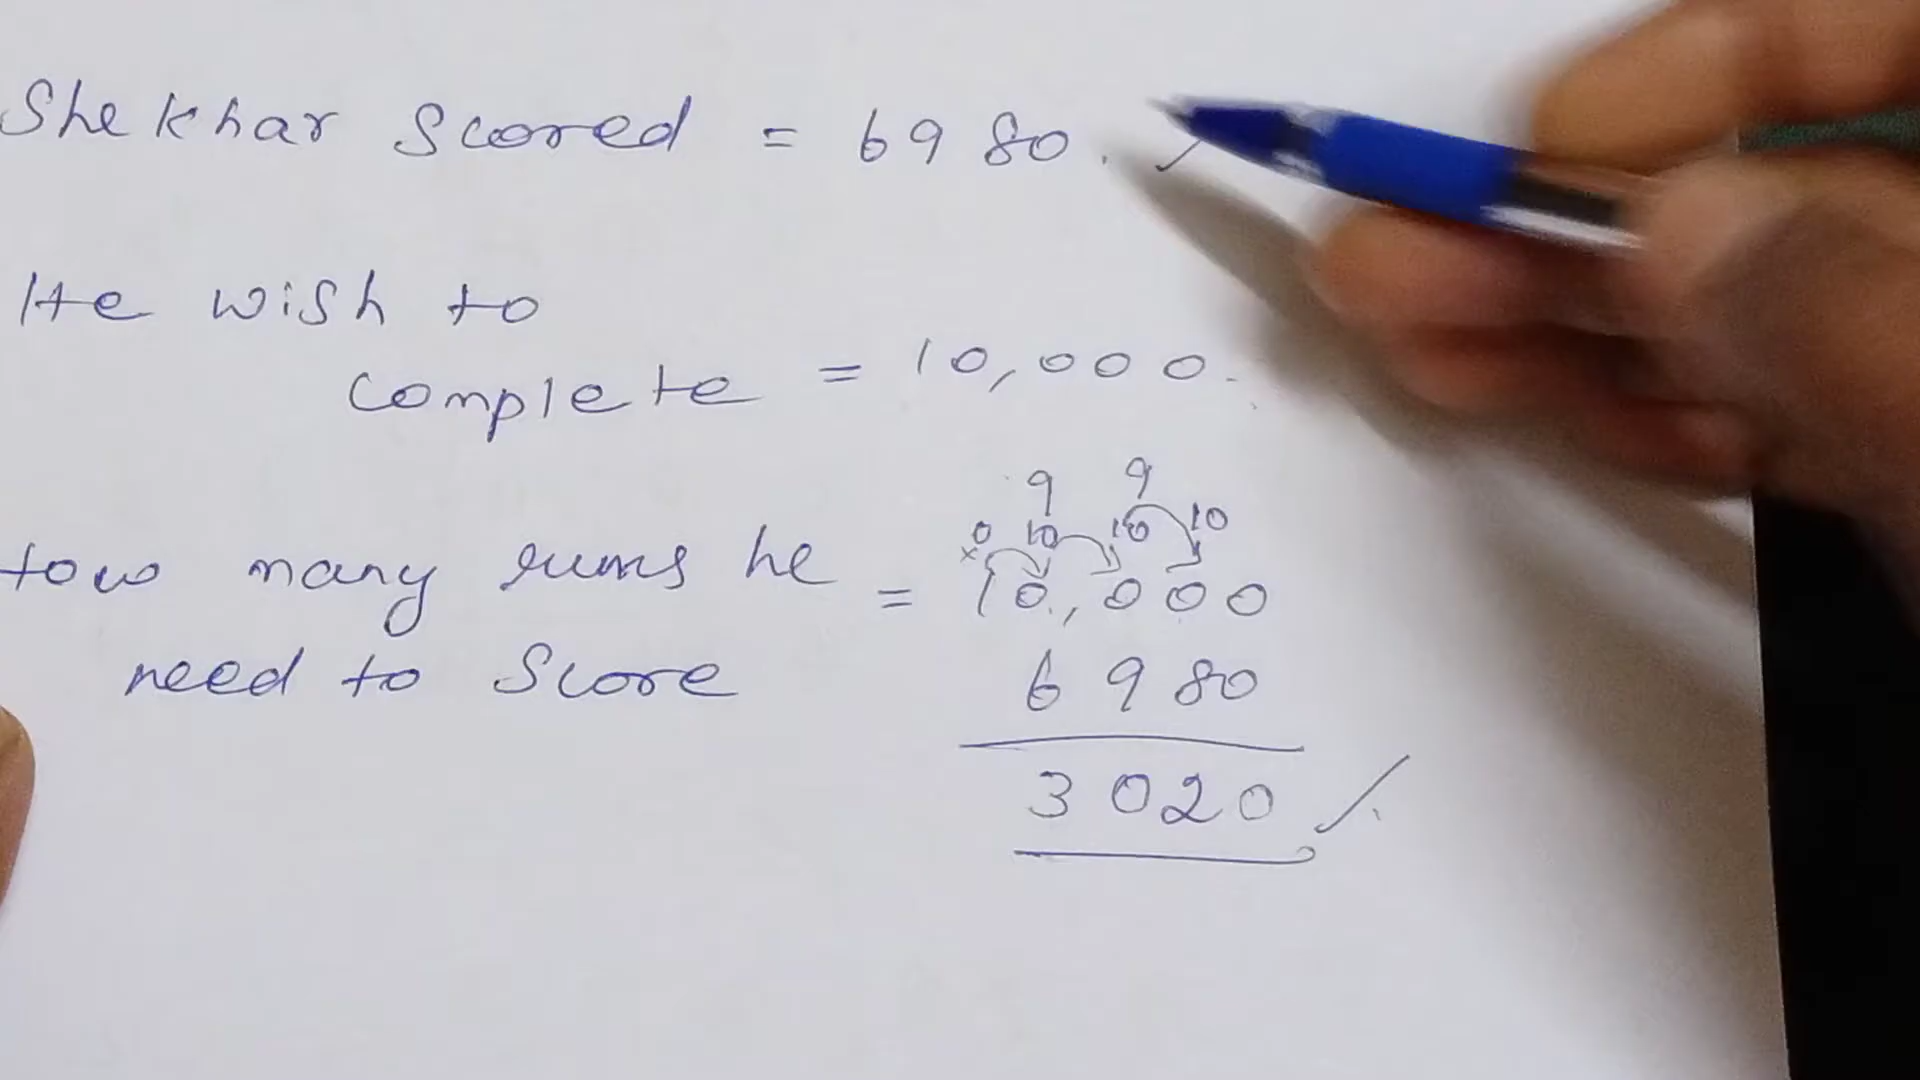 Shekhar Scored = 6980.
He wish to
complete = 10,000.
9 9
0 10 10 10
tow many runs he = 10,000
need to Score 6980
3020